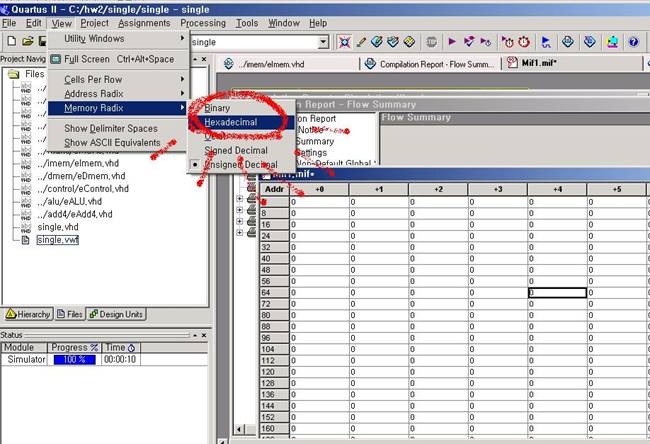 Quartus II - C:/hw2/single/single - single
File Edit View Project Assignments Processing Tools Window Help
Utility Windows
Full Screen Ctrl+Alt+Space
Cells Per Row
Address Radix
Memory Radix
Show Delimiter Spaces
Show ASCII Equivalents
Binary
Hexadecimal
Signed Decimal
Unsigned Decimal
single
Project Navig
Files
../imem/eImem.vhd
../dmem/eDmem.vhd
../control/eControl.vhd
../alu/eALU.vhd
../add4/eAdd4.vhd
single.vhd
single.vwf
Hierarchy Files Design Units
Status
Module Progress % Time
Simulator 100 % 00:00:10
../imem/eImem.vhd Compilation Report - Flow Summ... Mif1.mif*
on Report - Flow Summary
on Report Flow Summary
Notice
Summary
Settings
Non-Default Global
Mif1.mif*
Addr +0 +1 +2 +3 +4 +5
0 0 0 0 0 0
8 0 0 0 0 0 0
16 0 0 0 0 0 0
24 0 0 0 0 0 0
32 0 0 0 0 0 0
40 0 0 0 0 0 0
48 0 0 0 0 0 0
56 0 0 0 0 0 0
64 0 0 0 0 0 0
72 0 0 0 0 0 0
80 0 0 0 0 0 0
88 0 0 0 0 0 0
96 0 0 0 0 0 0
104 0 0 0 0 0 0
112 0 0 0 0 0 0
120 0 0 0 0 0 0
128 0 0 0 0 0 0
136 0 0 0 0 0 0
144 0 0 0 0 0 0
152 0 0 0 0 0 0
160 0 0 0 0 0 0